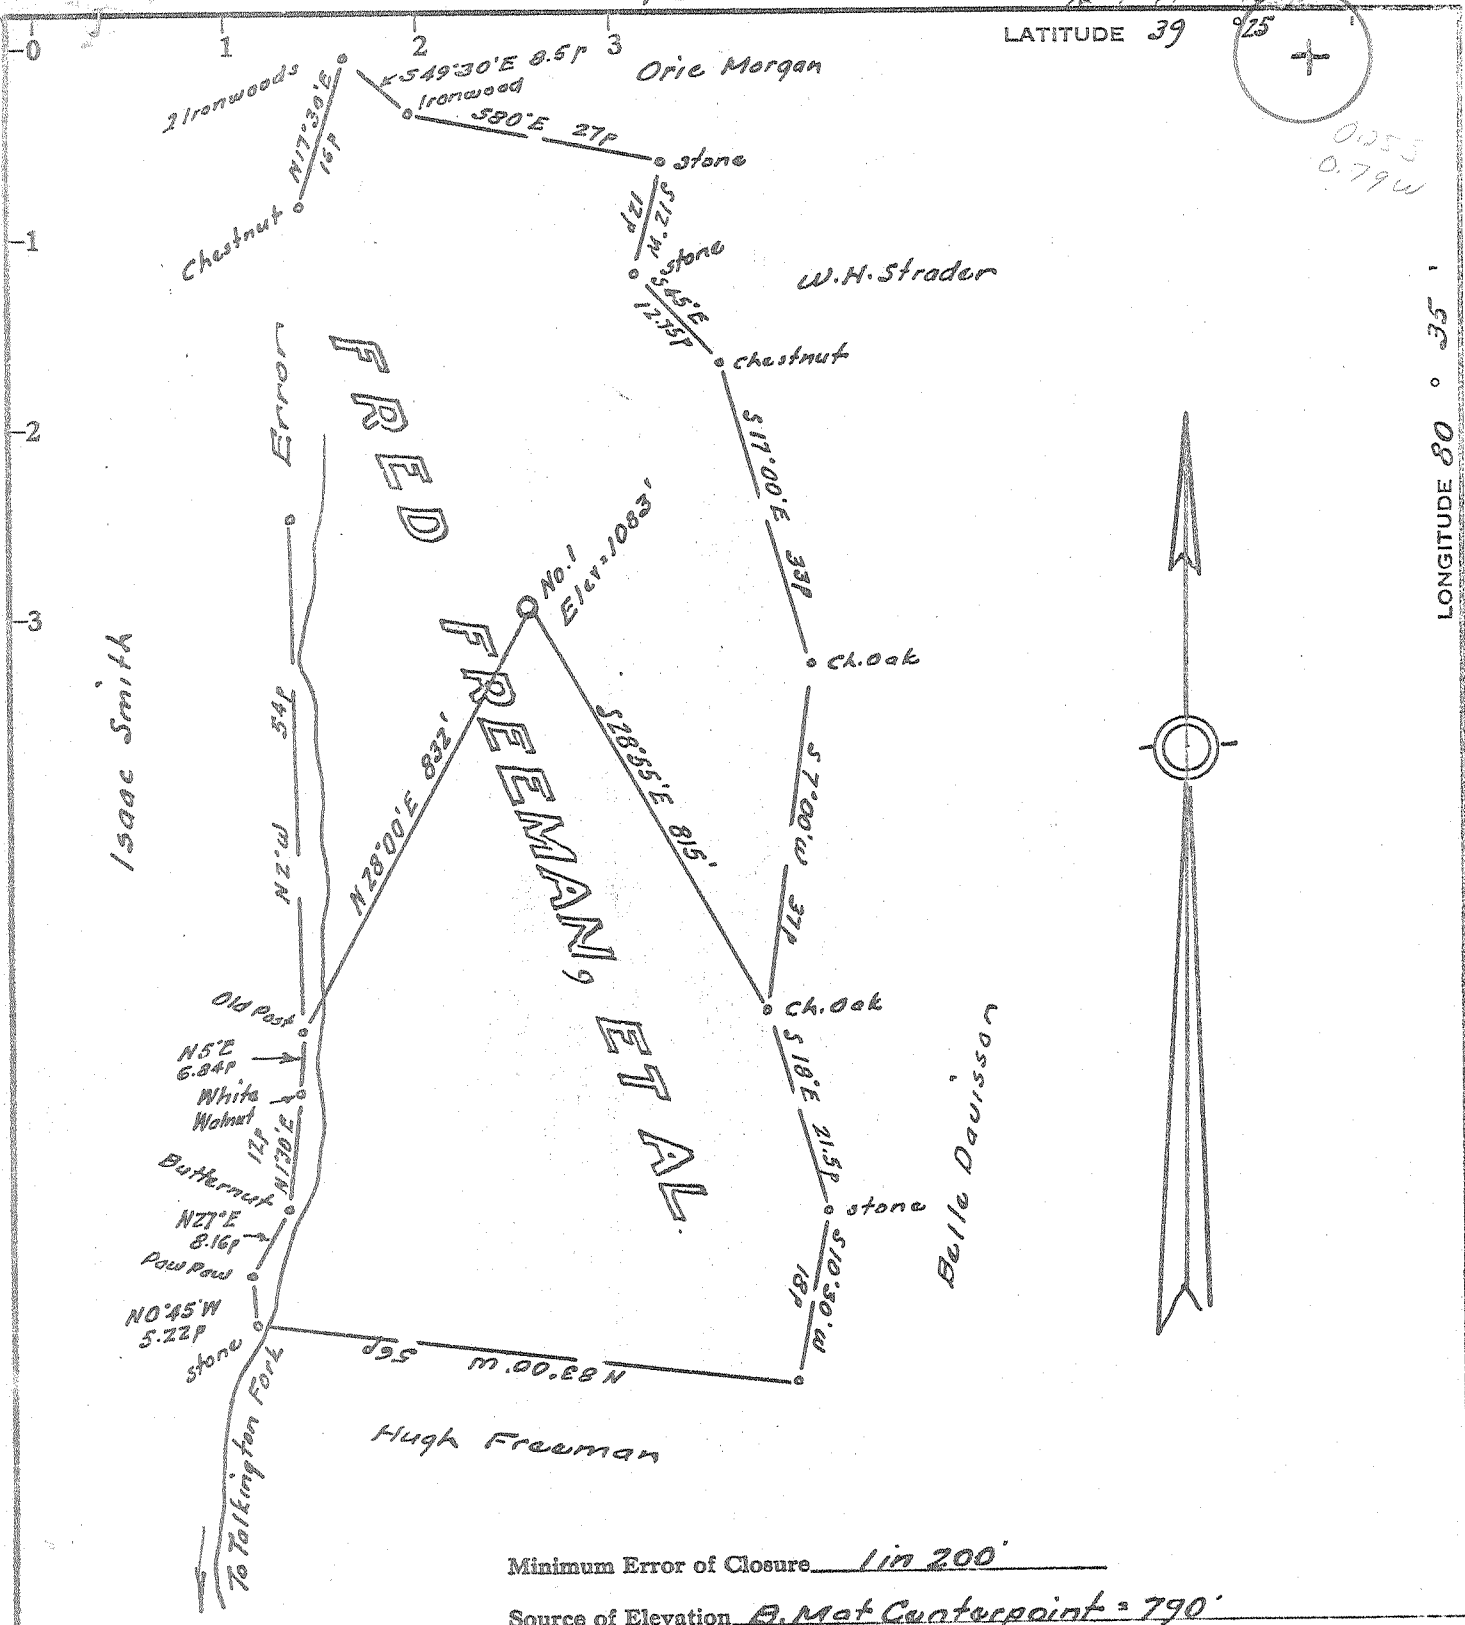 0 1 2 3
LATITUDE 39 °25 '
0.055
0.79W
LONGITUDE 80 ° 35 '
-1
-2
-3
2 Ironwoods
S49°30'E 8.5P
Orie Morgan
Ironwood
N17°30'E
16P
S80°E 27P
stone
Chestnut
S12°W
12P
stone
W.H. Strader
S45°E
12.75P
chestnut
Error
FRED
S17°00'E 33P
No. 1
Elev=1083'
Ch. Oak
Isaac Smith
FREEMAN, ET AL.
N2°W 54P
N28°00'E 832'
S28°55'E 815'
S7°00'W 37P
Old Post
Ch. Oak
N5°E
6.84P
White
Walnut
S18°E 21.5P
N1°30'E
12P
Butternut
stone
Belle Davisson
N27°E
8.16P
Paw Paw
S10°30'W
18P
N0°45'W
5.22P
stone
N83°00'W 56P
To Talkington Fork
Hugh Freeman
Minimum Error of Closure 1 in 200'
Source of Elevation B.M at Centerpoint = 790'